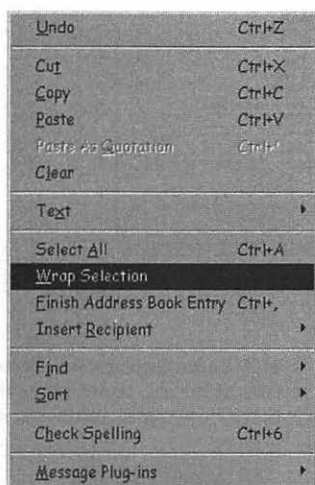 Undo Ctrl+Z
Cut Ctrl+X
Copy Ctrl+C
Paste Ctrl+V
Paste As Quotation Ctrl+'
Clear
Text
Select All Ctrl+A
Wrap Selection
Finish Address Book Entry Ctrl+,
Insert Recipient
Find
Sort
Check Spelling Ctrl+6
Message Plug-ins